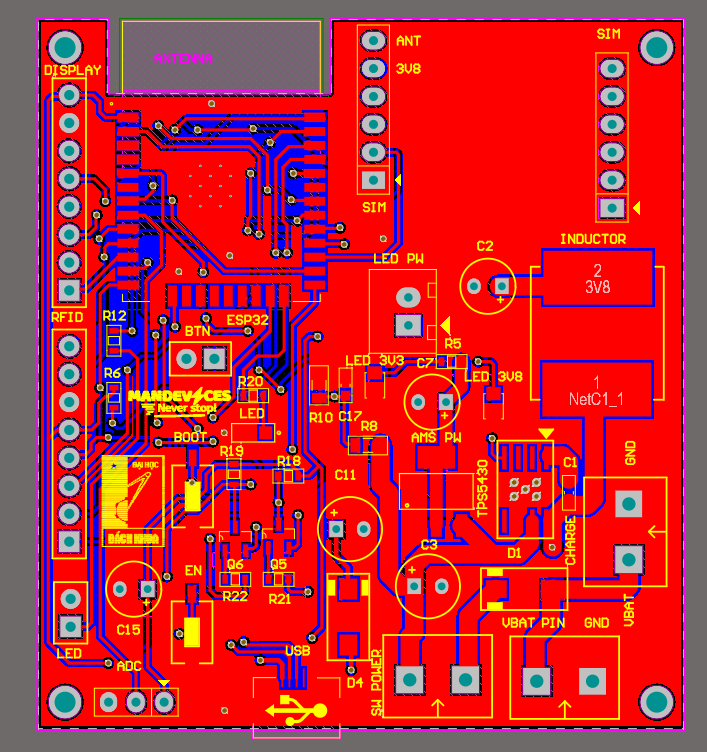 SIM
ANT
ANTENNA
3V8
DISPLAY
SIM
INDUCTOR
C2
LED PW
2
3V8
RFID
R12
ESP32
BTN
R5
LED 3V3
C7
LED 3V8
R6
R20
1
NetC1_1
MANDEVICES
Never stop!
LED
R10
C17
BOOT
R8
AMS PW
GND
R19
R18
C11
TPS5430
C1
ĐẠI HỌC
BÁCH KHOA
C3
D1
CHARGE
EN
Q6
Q5
R22
R21
C15
VBAT
VBAT PIN
GND
LED
ADC
USB
D4
SW POWER